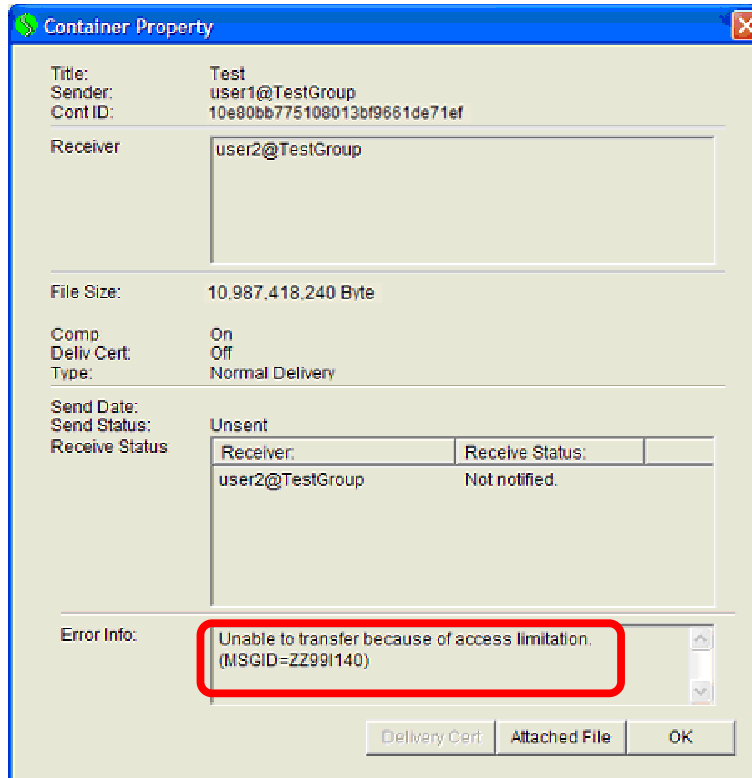 Container Property
Title: Test
Sender: user1@TestGroup
Cont ID: 10e80bb775108013bf9661de71ef
Receiver user2@TestGroup
File Size: 10,987,418,240 Byte
Comp On
Deliv Cert: Off
Type: Normal Delivery
Send Date:
Send Status: Unsent
Receive Status
Receiver: Receive Status:
user2@TestGroup Not notified.
Error Info: Unable to transfer because of access limitation.
(MSGID=ZZ99I140)
Delivery Cert Attached File OK